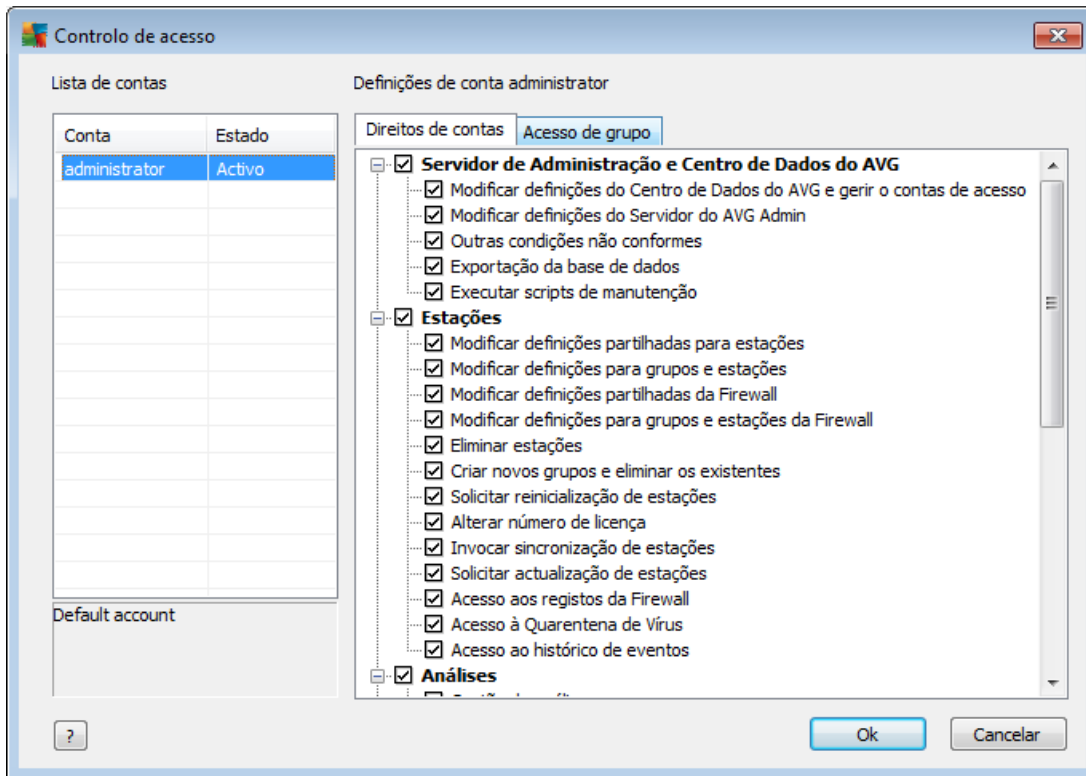 Controlo de acesso
Lista de contas
Definições de conta administrator
Conta Estado
administrator Activo
Default account
Direitos de contas Acesso de grupo
Servidor de Administração e Centro de Dados do AVG
Modificar definições do Centro de Dados do AVG e gerir o contas de acesso
Modificar definições do Servidor do AVG Admin
Outras condições não conformes
Exportação da base de dados
Executar scripts de manutenção
Estações
Modificar definições partilhadas para estações
Modificar definições para grupos e estações
Modificar definições partilhadas da Firewall
Modificar definições para grupos e estações da Firewall
Eliminar estações
Criar novos grupos e eliminar os existentes
Solicitar reinicialização de estações
Alterar número de licença
Invocar sincronização de estações
Solicitar actualização de estações
Acesso aos registos da Firewall
Acesso à Quarentena de Vírus
Acesso ao histórico de eventos
Análises
?
Ok
Cancelar